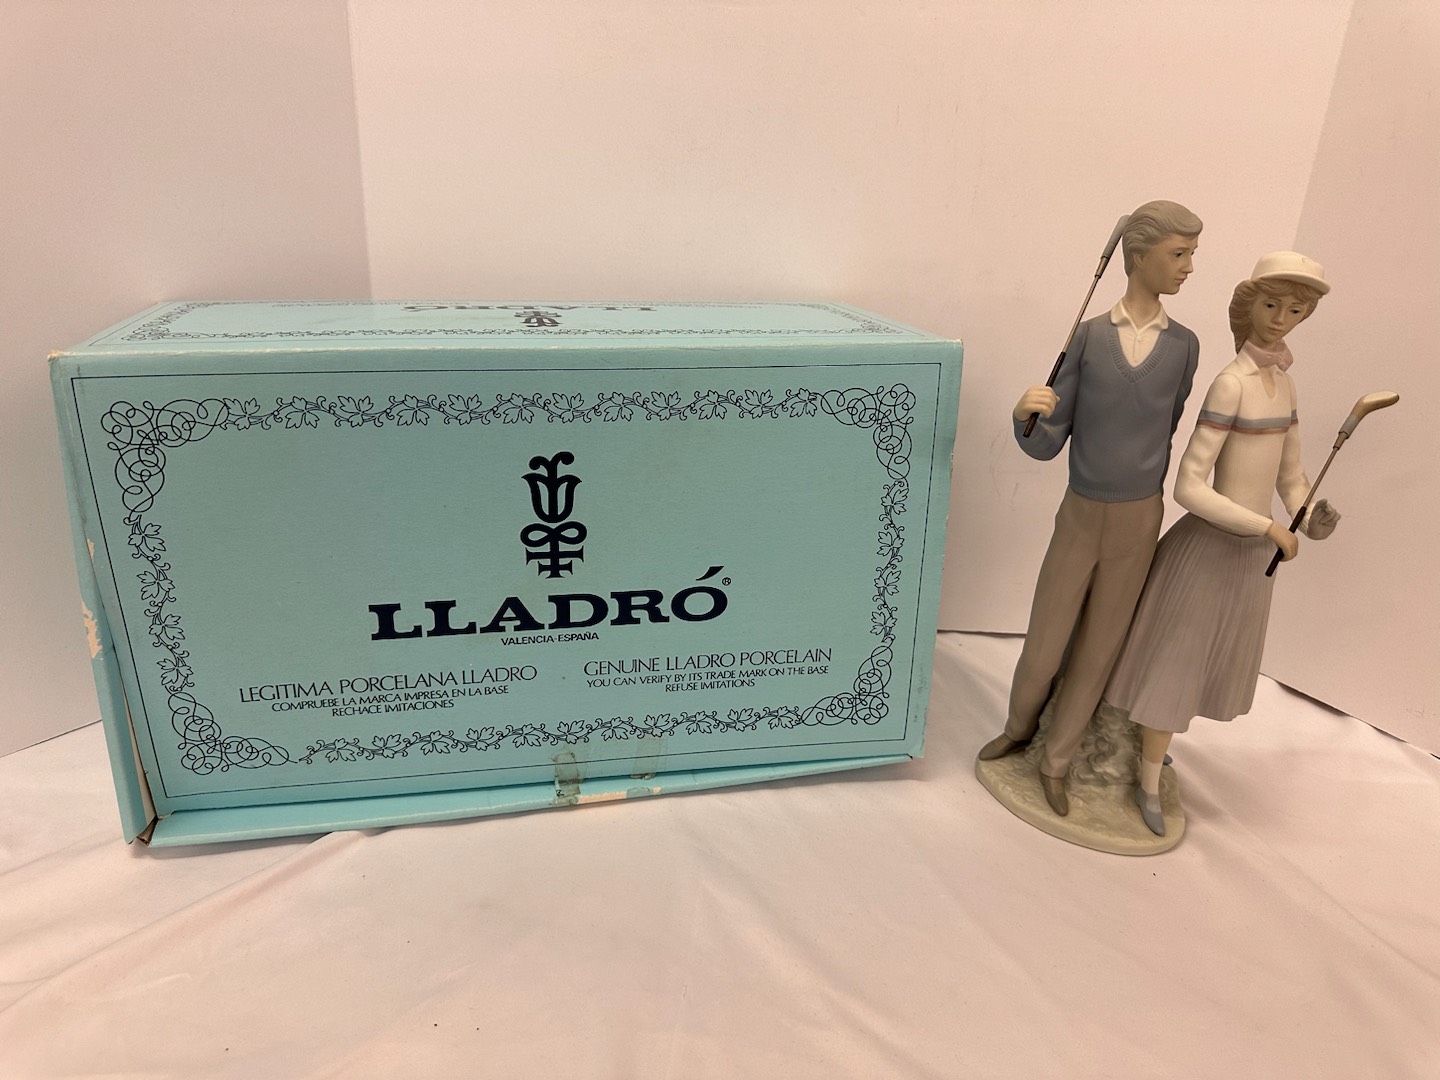 LLADRÓ
LLADRÓ®
VALENCIA-ESPAÑA
LEGITIMA PORCELANA LLADRO
COMPRUEBE LA MARCA IMPRESA EN LA BASE
RECHACE IMITACIONES
GENUINE LLADRO PORCELAIN
YOU CAN VERIFY BY ITS TRADE MARK ON THE BASE
REFUSE IMITATIONS